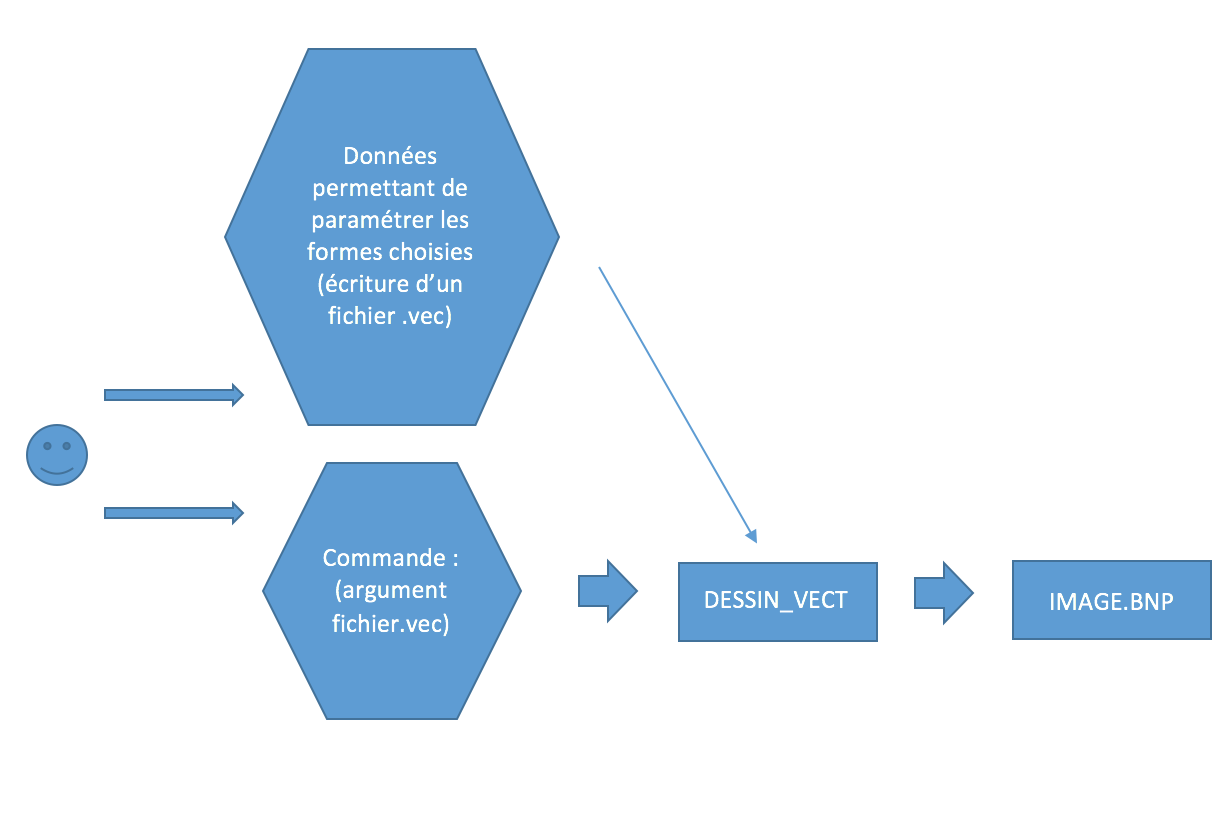 Données
permettant de
paramétrer les
formes choisies
(écriture d’un
fichier .vec)
Commande :
(argument
fichier.vec)
DESSIN_VECT
IMAGE.BNP